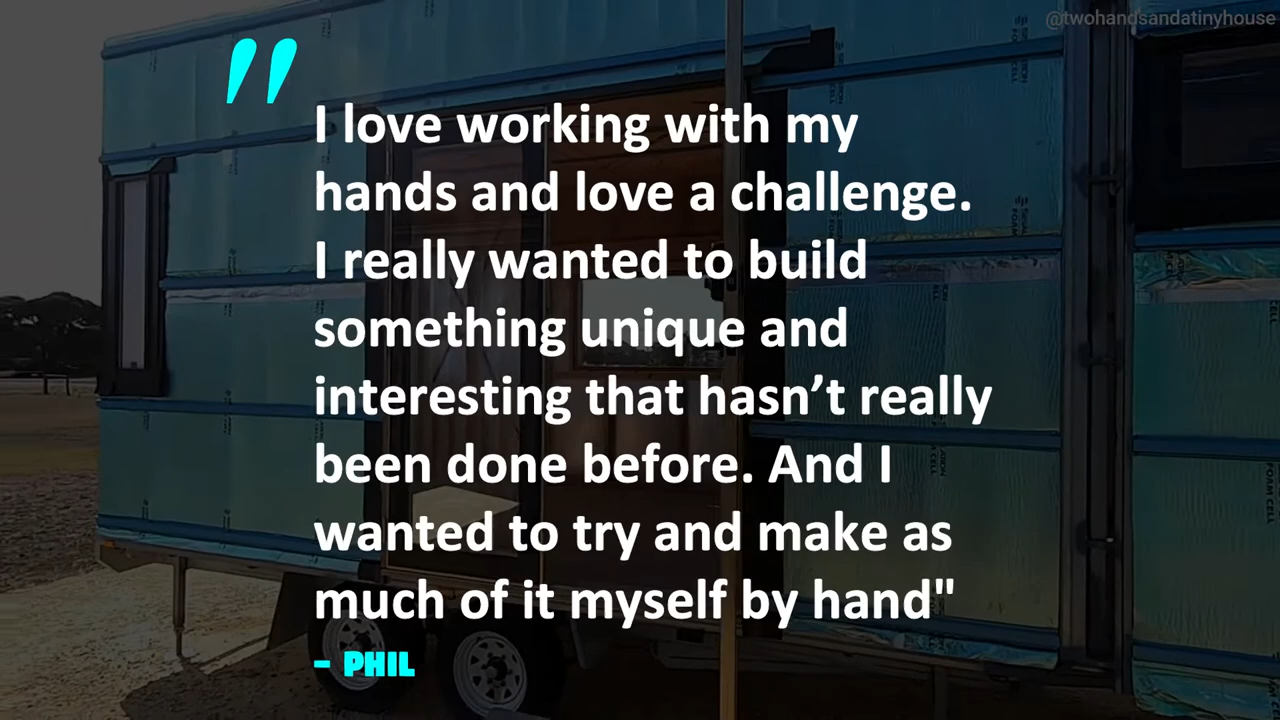 @twohandsandatinyhouse
"
I love working with my
hands and love a challenge.
I really wanted to build
something unique and
interesting that hasn’t really
been done before. And I
wanted to try and make as
much of it myself by hand"
- PHIL